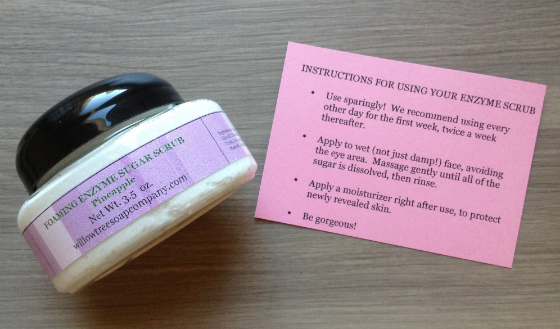 FOAMING ENZYME SUGAR SCRUB
Pineapple
Net Wt. 3.5 oz.
willowtreesoapcompany.com
INSTRUCTIONS FOR USING YOUR ENZYME SCRUB
• Use sparingly! We recommend using every
other day for the first week, twice a week
thereafter.
• Apply to wet (not just damp!) face, avoiding
the eye area. Massage gently until all of the
sugar is dissolved, then rinse.
• Apply a moisturizer right after use, to protect
newly revealed skin.
• Be gorgeous!